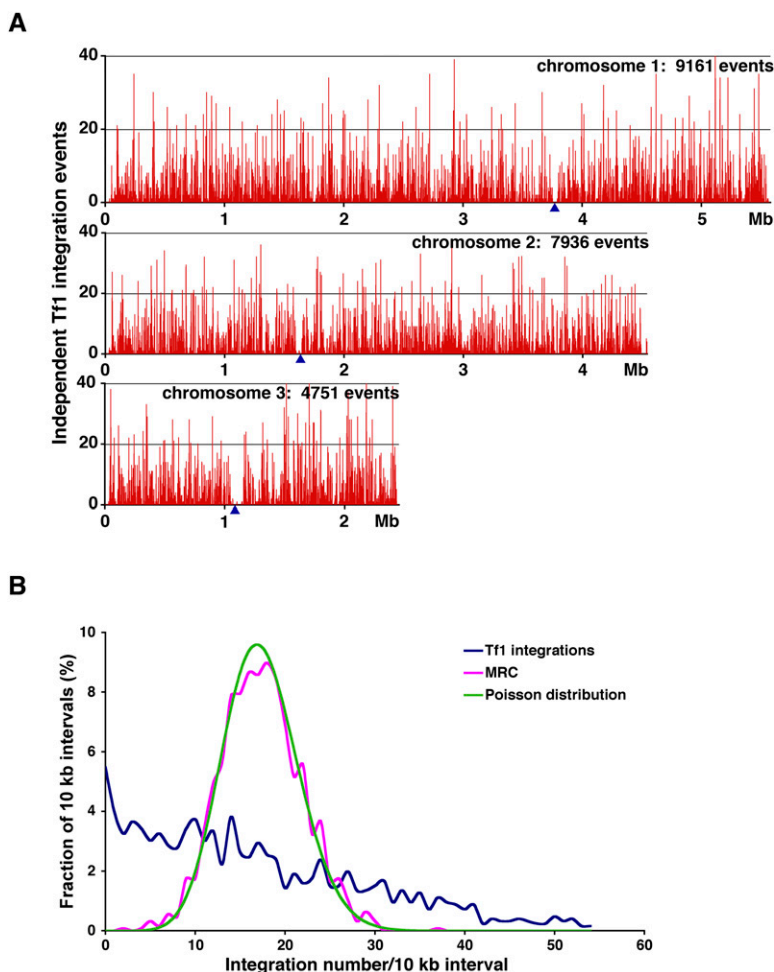 A
Independent Tf1 integration events
40
20
0
chromosome 1: 9161 events
0 1 2 3 4 5 Mb
40
20
0
chromosome 2: 7936 events
0 1 2 3 4 Mb
40
20
0
chromosome 3: 4751 events
0 1 2 Mb
B
Fraction of 10 kb intervals (%)
10
8
6
4
2
0
Tf1 integrations
MRC
Poisson distribution
0 10 20 30 40 50 60
Integration number/10 kb interval